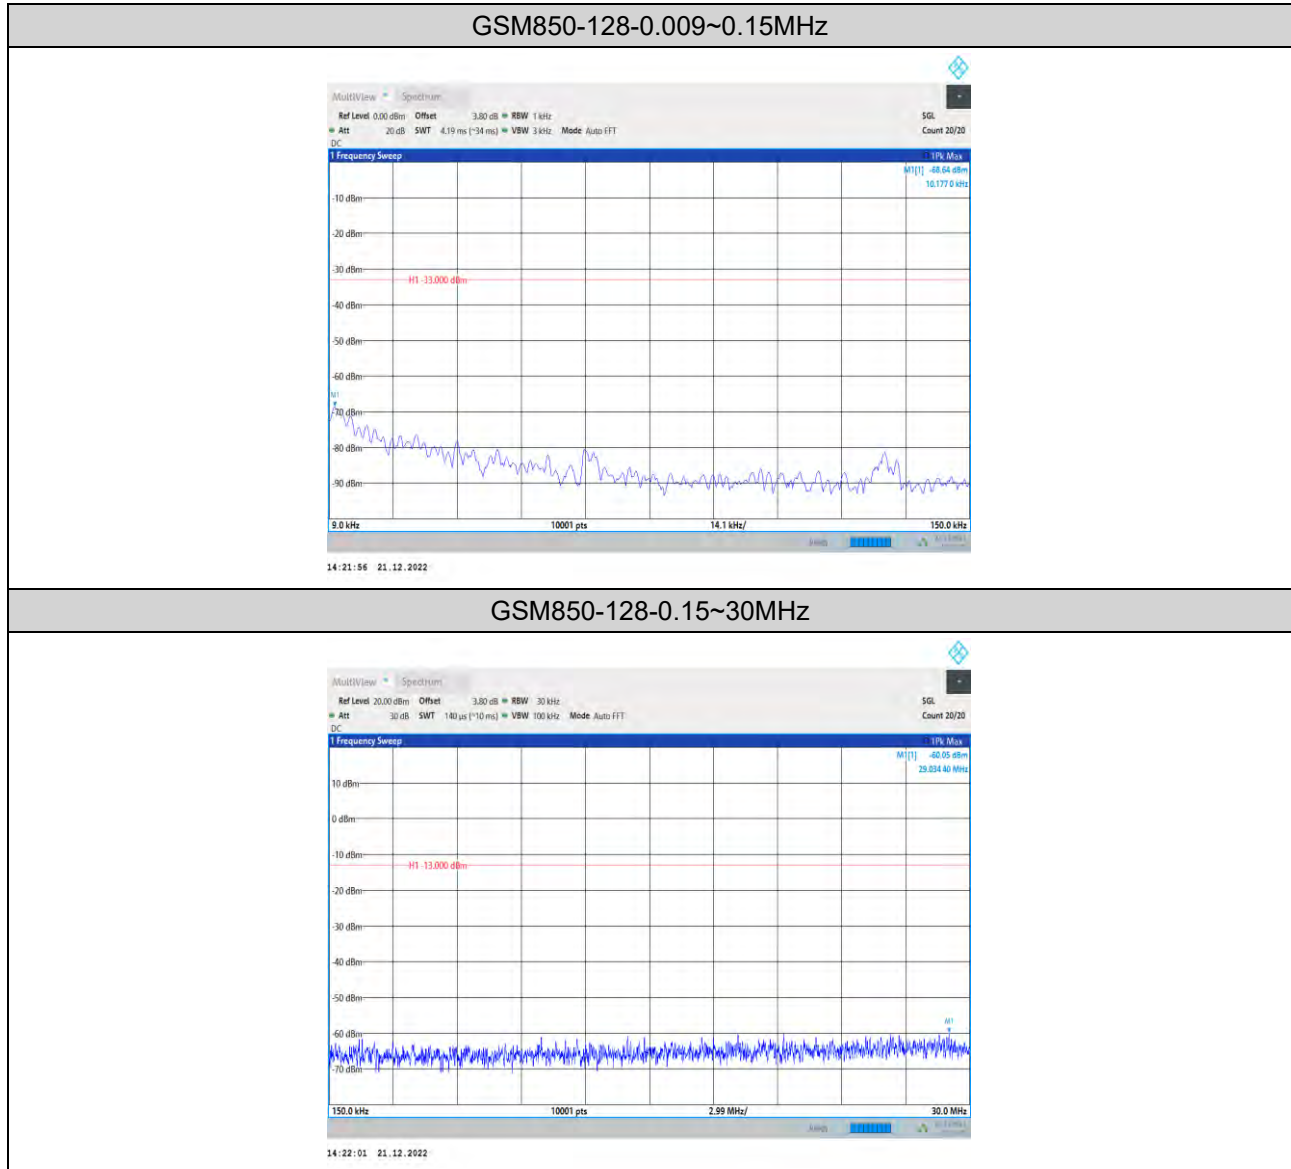 GSM850-128-0.009~0.15MHz
MultiView Spectrum
Ref Level 0.00 dBm Offset 3.80 dB RBW 1 kHz SGL
Att 20 dB SWT 4.19 ms (~34 ms) VBW 3 kHz Mode Auto FFT Count 20/20
DC
1 Frequency Sweep 1Pk Max
M1[1] -68.64 dBm
10.177 0 kHz
-10 dBm
-20 dBm
-30 dBm
H1 -33.000 dBm
-40 dBm
-50 dBm
-60 dBm
M1
-70 dBm
-80 dBm
-90 dBm
9.0 kHz 10001 pts 14.1 kHz/ 150.0 kHz
14:21:56 21.12.2022
GSM850-128-0.15~30MHz
MultiView Spectrum
Ref Level 20.00 dBm Offset 3.80 dB RBW 30 kHz SGL
Att 30 dB SWT 140 µs (~10 ms) VBW 100 kHz Mode Auto FFT Count 20/20
DC
1 Frequency Sweep 1Pk Max
M1[1] -60.05 dBm
29.034 40 MHz
10 dBm
0 dBm
-10 dBm
H1 -13.000 dBm
-20 dBm
-30 dBm
-40 dBm
-50 dBm
M1
-60 dBm
-70 dBm
150.0 kHz 10001 pts 2.99 MHz/ 30.0 MHz
14:22:01 21.12.2022